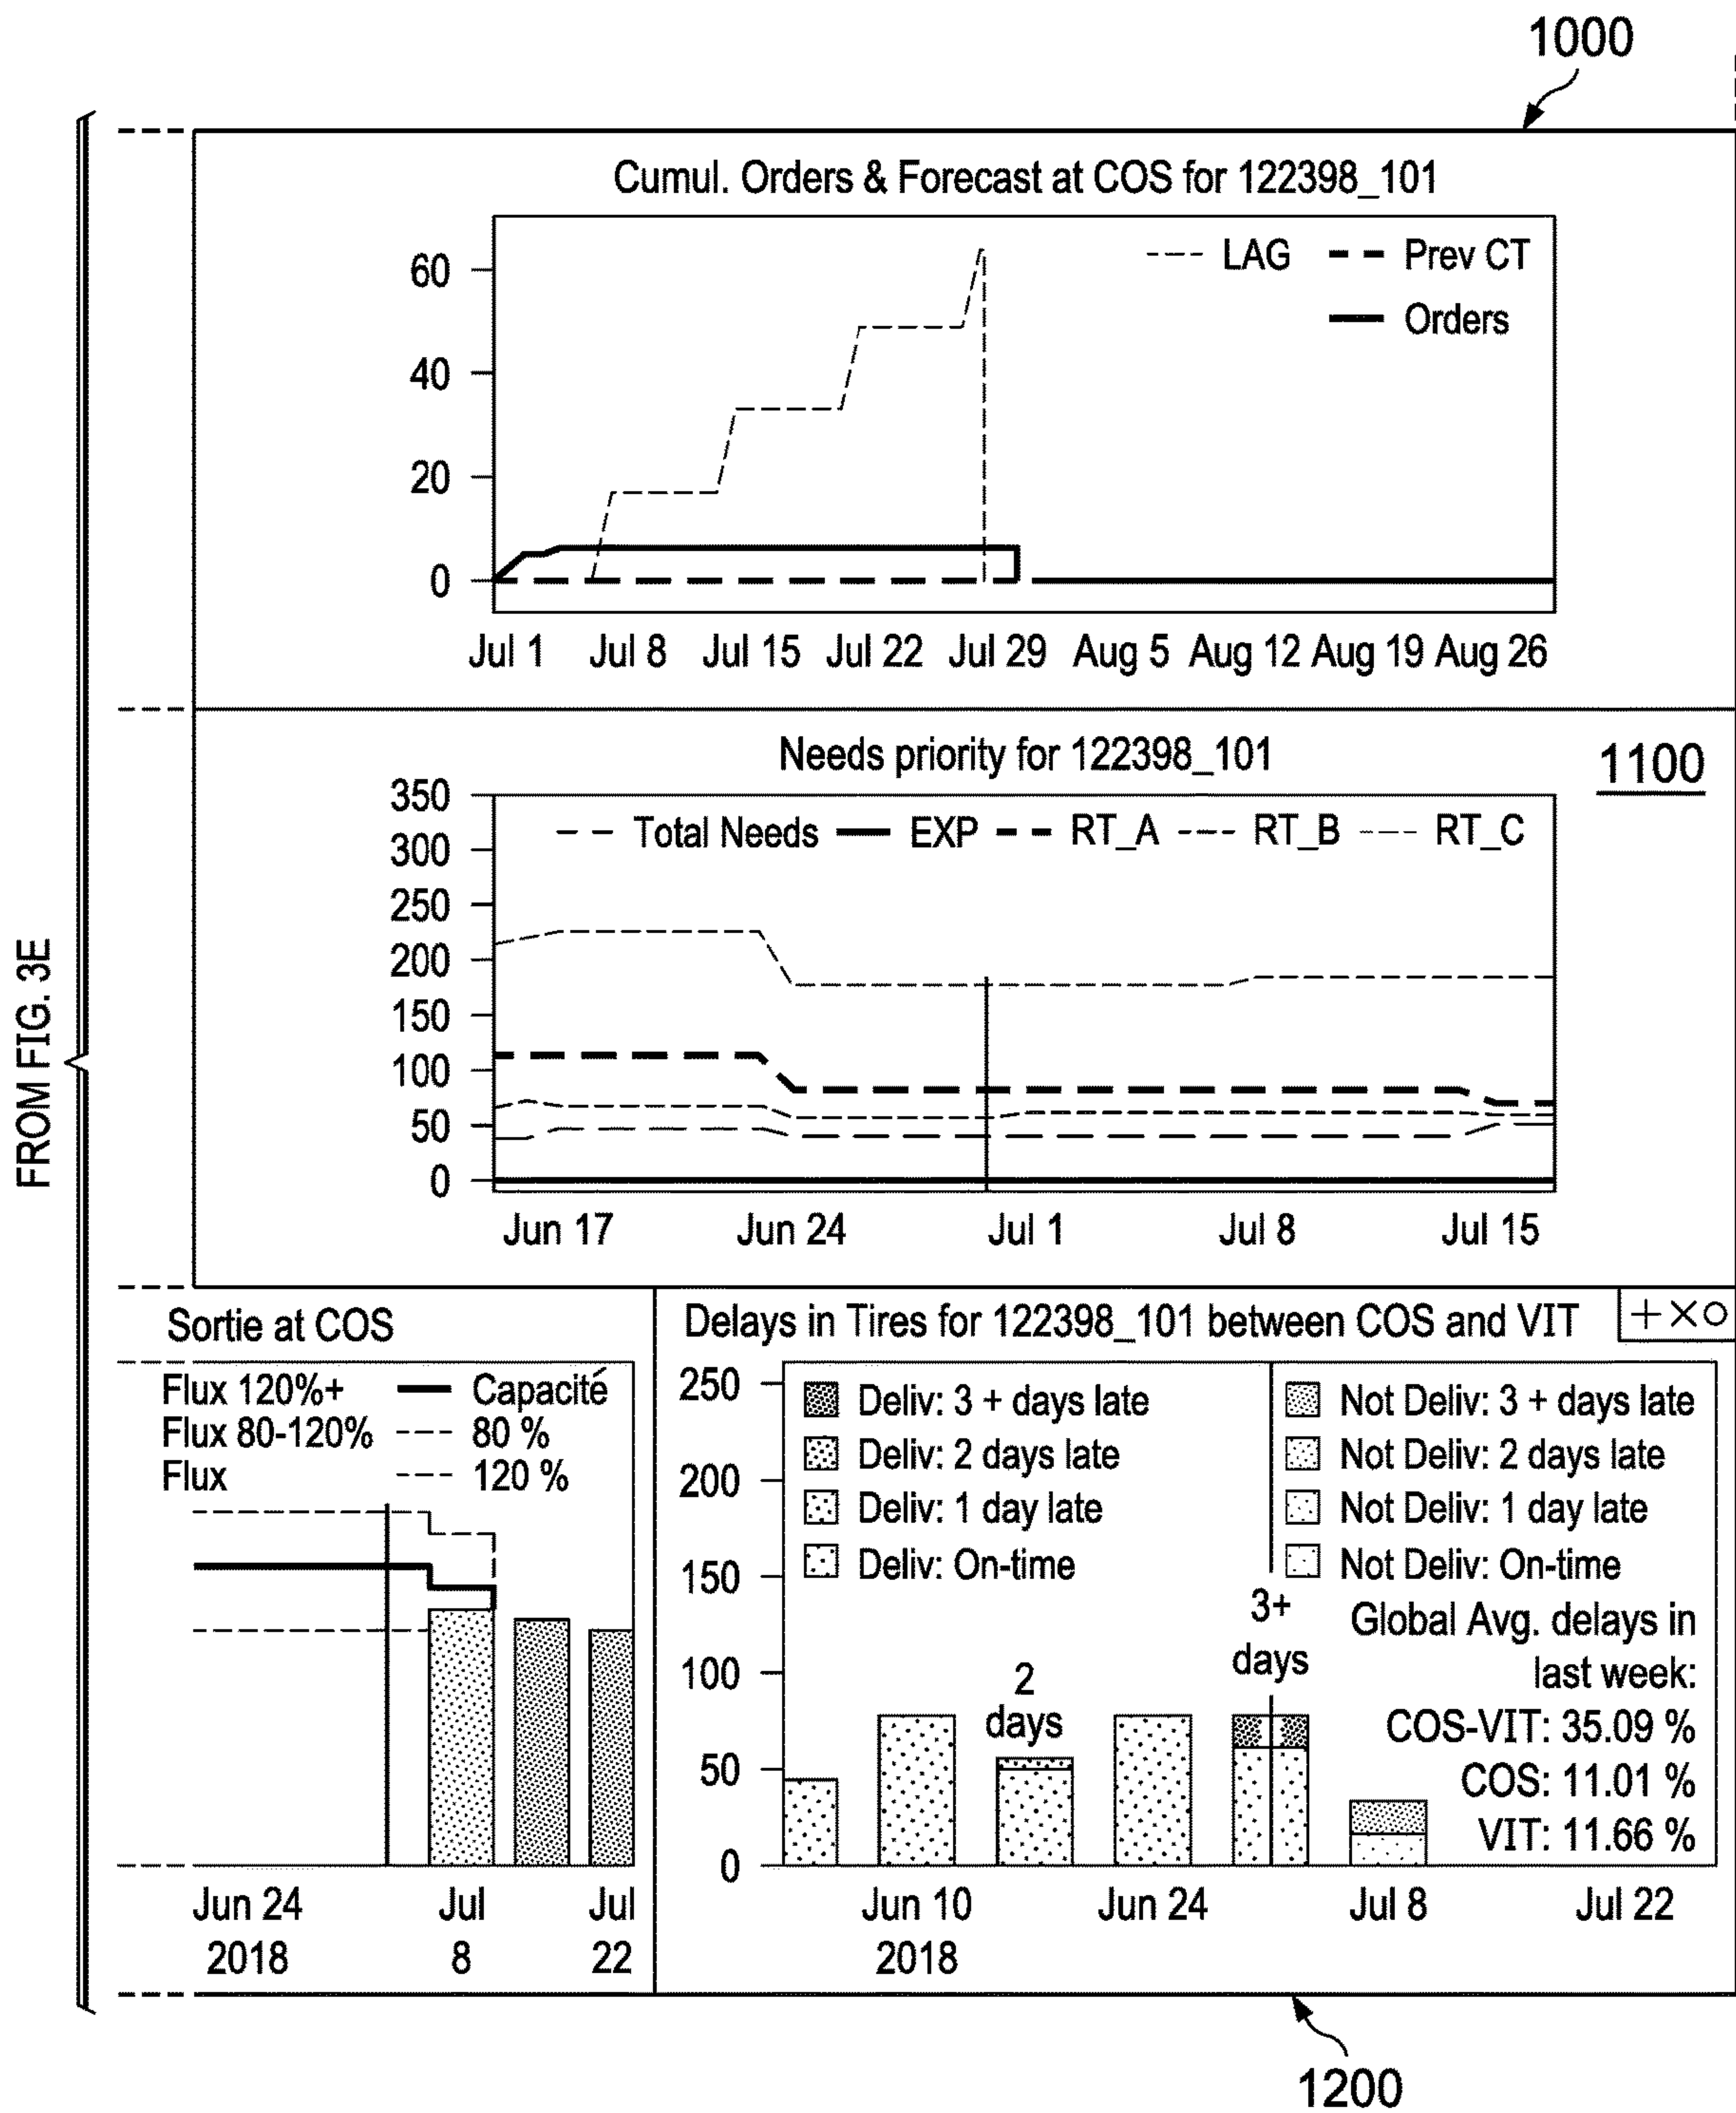 1000
FROM FIG. 3E
Cumul. Orders & Forecast at COS for 122398_101
LAG Prev CT
Orders
60
40
20
0
Jul 1 Jul 8 Jul 15 Jul 22 Jul 29 Aug 5 Aug 12 Aug 19 Aug 26
Needs priority for 122398_101
1100
Total Needs EXP RT_A RT_B RT_C
350
300
250
200
150
100
50
0
Jun 17 Jun 24 Jul 1 Jul 8 Jul 15
Sortie at COS
Flux 120%+ Capacité
Flux 80-120% 80 %
Flux 120 %
Jun 24 Jul Jul
2018 8 22
Delays in Tires for 122398_101 between COS and VIT
+×○
250
200
150
100
50
0
Deliv: 3 + days late Not Deliv: 3 + days late
Deliv: 2 days late Not Deliv: 2 days late
Deliv: 1 day late Not Deliv: 1 day late
Deliv: On-time Not Deliv: On-time
2
days
3+
days
Global Avg. delays in
last week:
COS-VIT: 35.09 %
COS: 11.01 %
VIT: 11.66 %
Jun 10 Jun 24 Jul 8 Jul 22
2018
1200